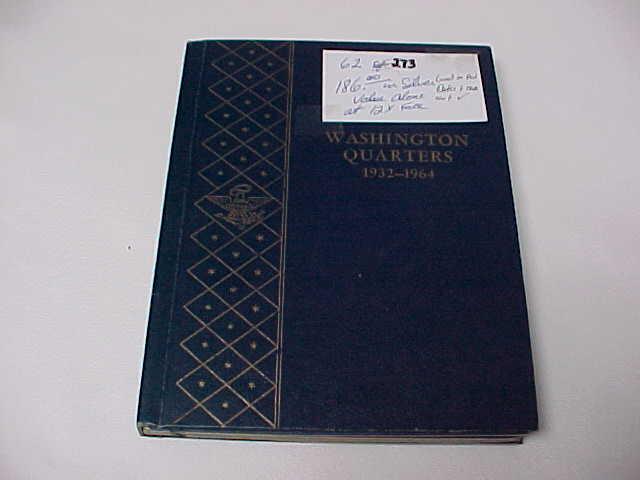 62 273
186.00 in Silver
Value Alone
at 12X Face
WASHINGTON
QUARTERS
1932–1964